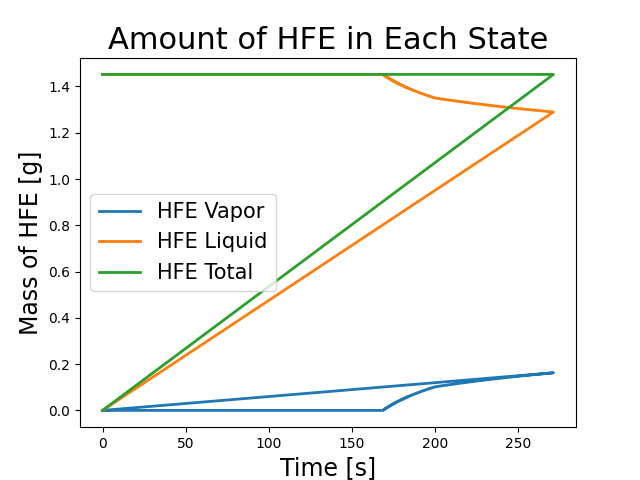 Amount of HFE in Each State
Mass of HFE [g]
1.4
1.2
1.0
0.8
0.6
0.4
0.2
0.0
HFE Vapor
HFE Liquid
HFE Total
0 50 100 150 200 250
Time [s]